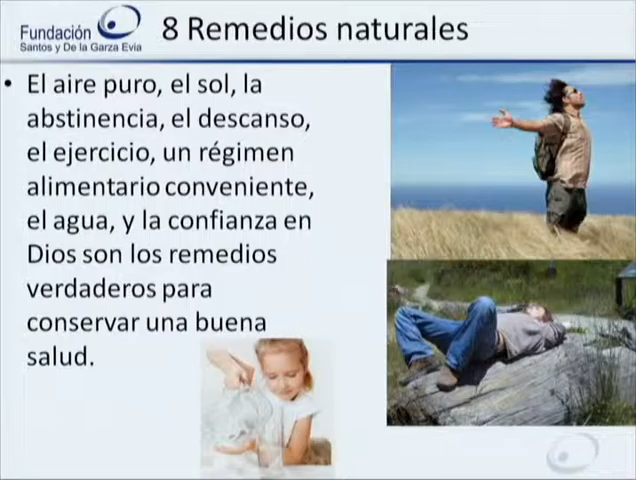 Fundación
Santos y De la Garza Evia
8 Remedios naturales
• El aire puro, el sol, la
abstinencia, el descanso,
el ejercicio, un régimen
alimentario conveniente,
el agua, y la confianza en
Dios son los remedios
verdaderos para
conservar una buena
salud.